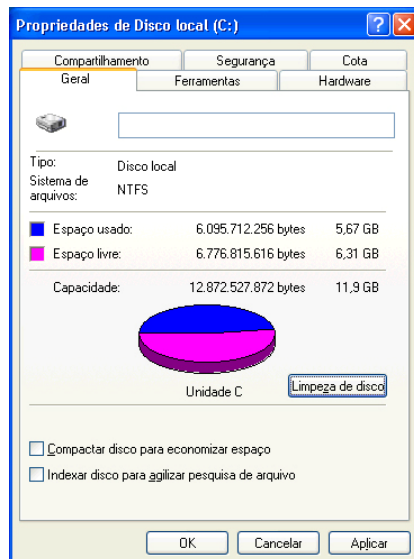 Propriedades de Disco local (C:)
Compartilhamento Segurança Cota
Geral Ferramentas Hardware
Tipo: Disco local
Sistema de
arquivos: NTFS
Espaço usado: 6.095.712.256 bytes 5,67 GB
Espaço livre: 6.776.815.616 bytes 6,31 GB
Capacidade: 12.872.527.872 bytes 11,9 GB
Unidade C Limpeza de disco
Compactar disco para economizar espaço
Indexar disco para agilizar pesquisa de arquivo
OK Cancelar Aplicar